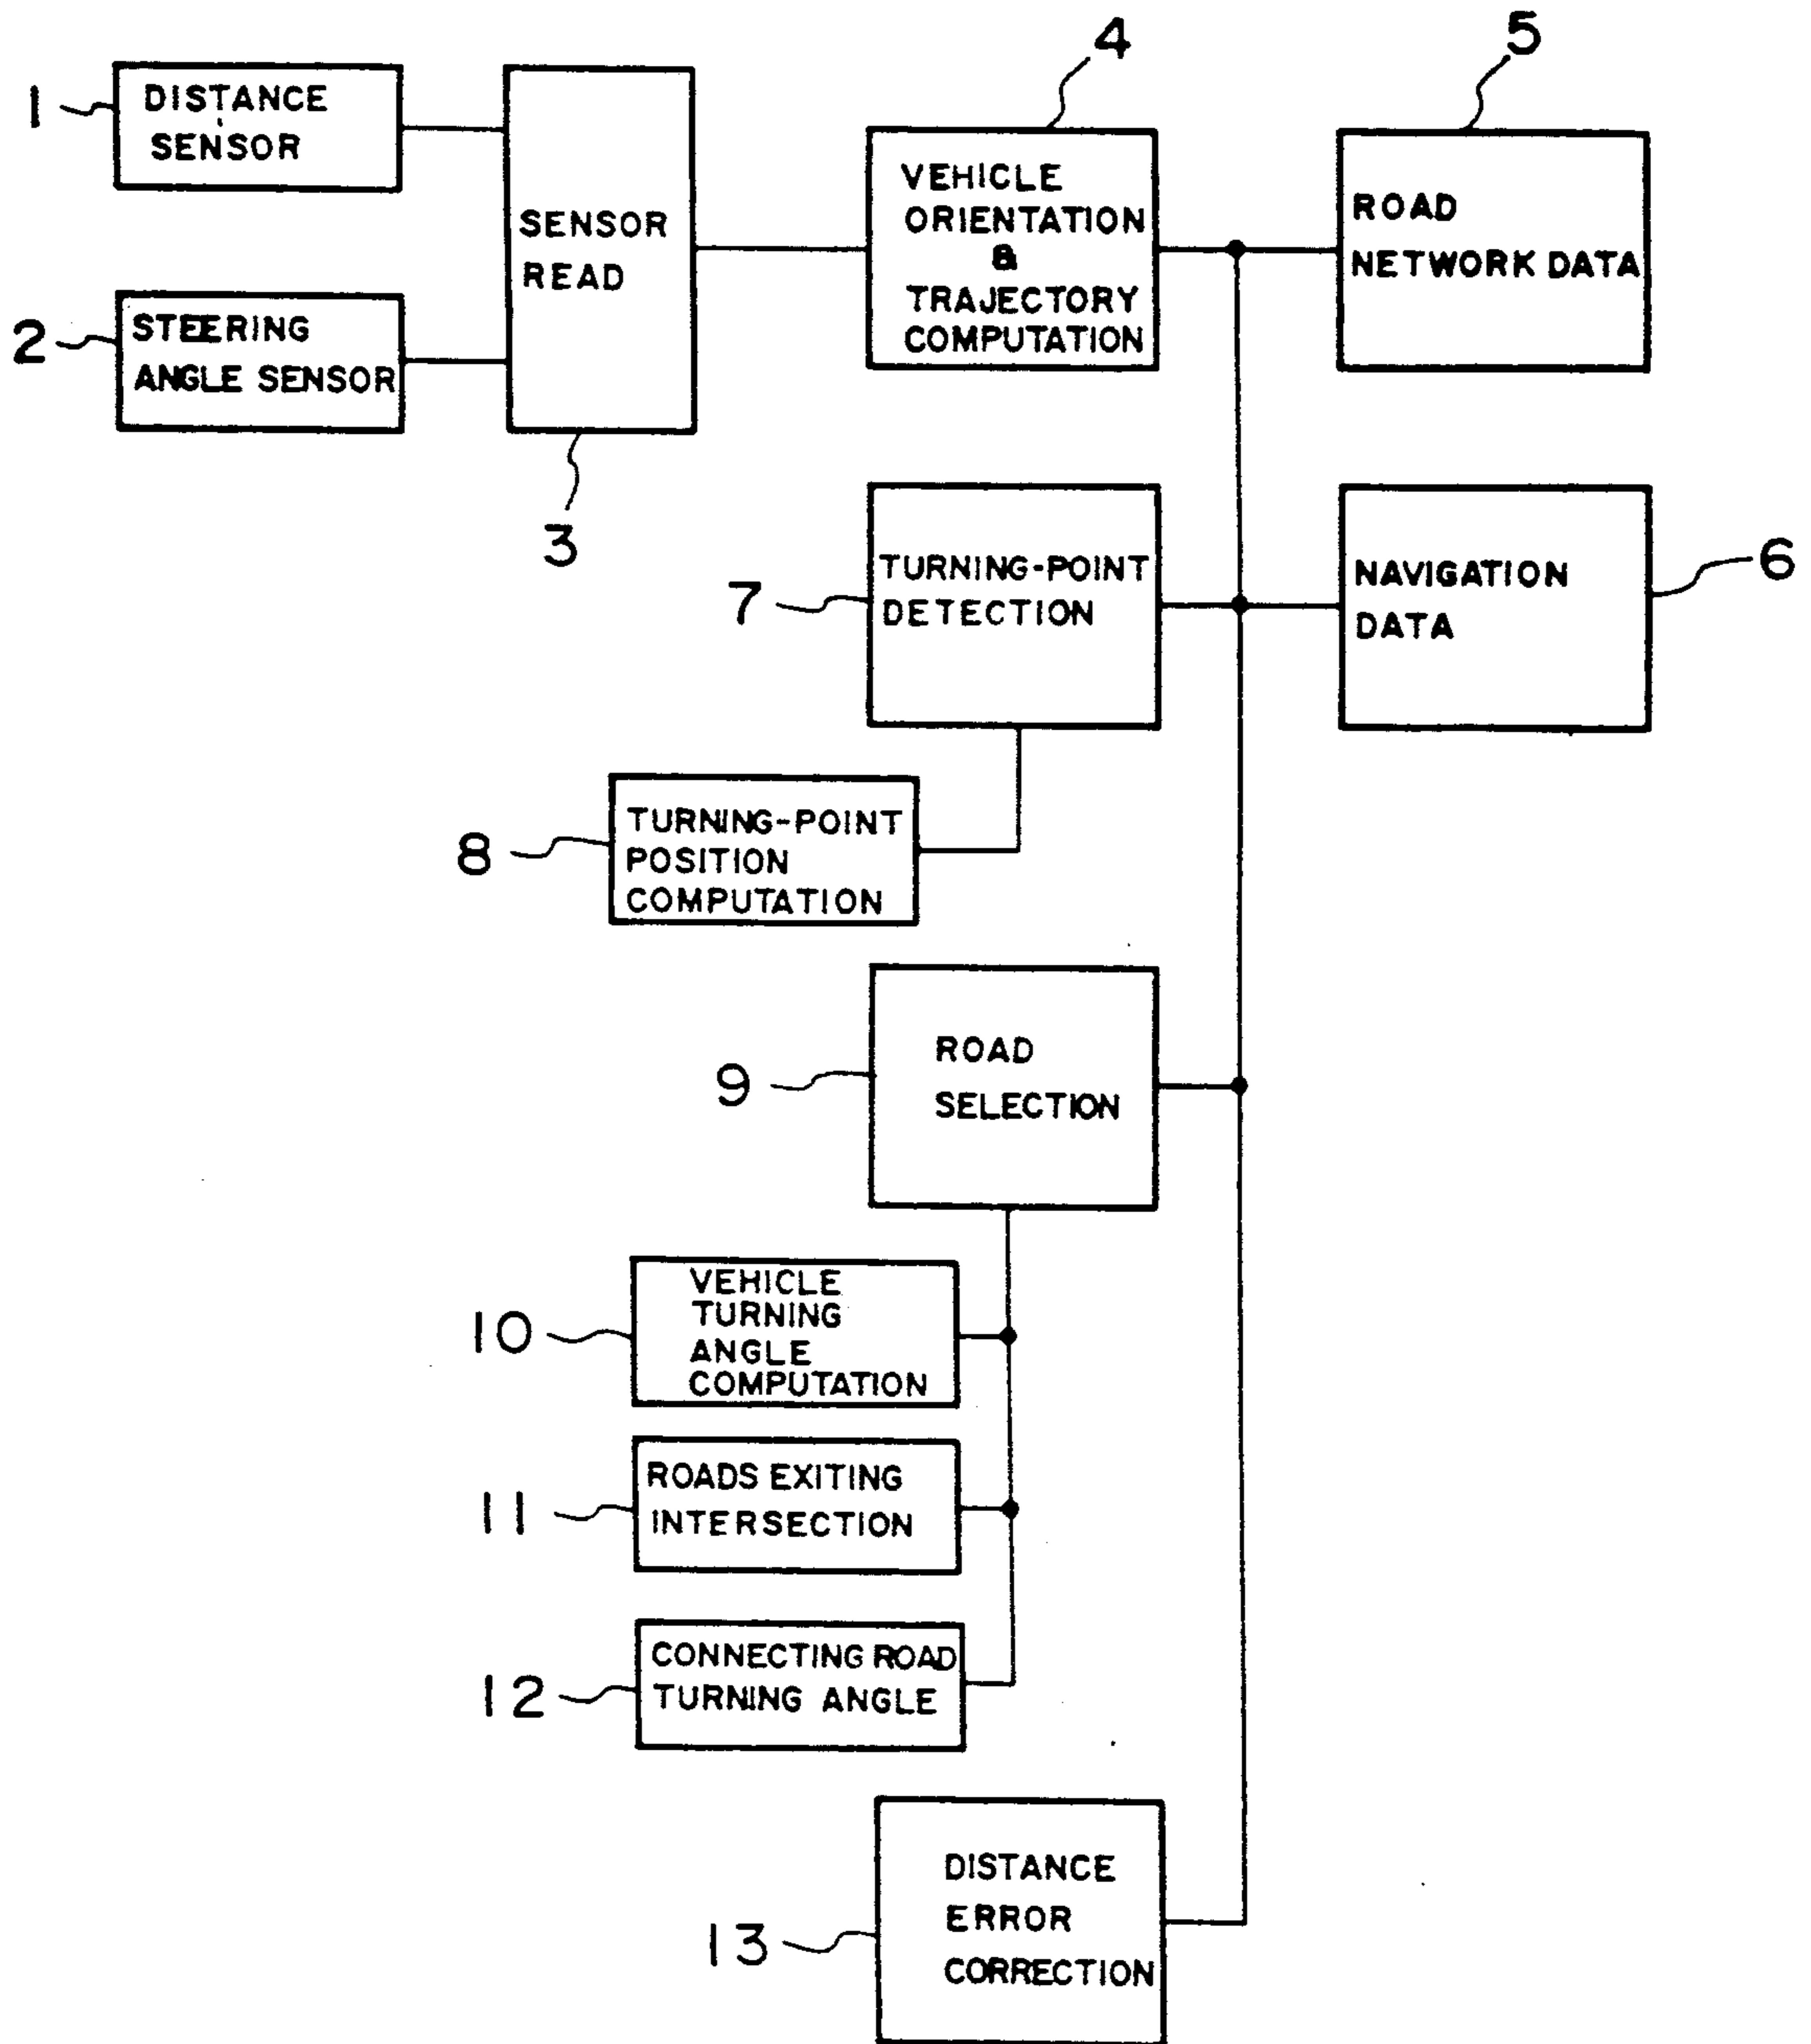 1
DISTANCE
SENSOR
2
STEERING
ANGLE SENSOR
SENSOR
READ
3
4
VEHICLE
ORIENTATION
&
TRAJECTORY
COMPUTATION
5
ROAD
NETWORK DATA
6
NAVIGATION
DATA
7
TURNING-POINT
DETECTION
8
TURNING-POINT
POSITION
COMPUTATION
9
ROAD
SELECTION
10
VEHICLE
TURNING
ANGLE
COMPUTATION
11
ROADS EXITING
INTERSECTION
12
CONNECTING ROAD
TURNING ANGLE
13
DISTANCE
ERROR
CORRECTION